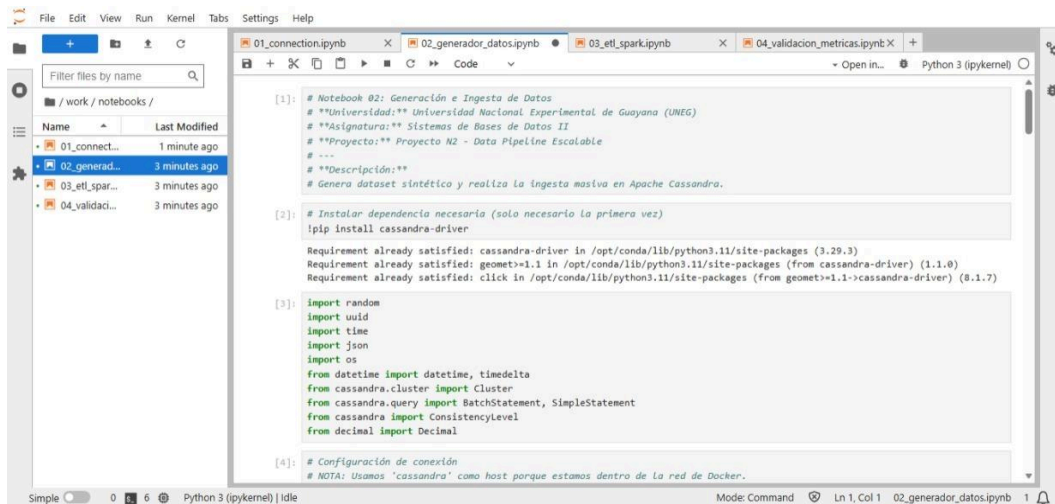 File Edit View Run Kernel Tabs Settings Help
Filter files by name
/ work / notebooks /
Name Last Modified
01_connect... 1 minute ago
02_generad... 3 minutes ago
03_etl_spar... 3 minutes ago
04_validaci... 3 minutes ago
01_connection.ipynb
02_generador_datos.ipynb
03_etl_spark.ipynb
04_validacion_metricas.ipynb
Code
Open in... Python 3 (ipykernel)
[1]: # Notebook 02: Generación e Ingesta de Datos
# **Universidad:** Universidad Nacional Experimental de Guayana (UNEG)
# **Asignatura:** Sistemas de Bases de Datos II
# **Proyecto:** Proyecto N2 - Data Pipeline Escalable
# ---
# **Descripción:**
# Genera dataset sintético y realiza la ingesta masiva en Apache Cassandra.
[2]: # Instalar dependencia necesaria (solo necesario la primera vez)
!pip install cassandra-driver
Requirement already satisfied: cassandra-driver in /opt/conda/lib/python3.11/site-packages (3.29.3)
Requirement already satisfied: geomet>=1.1 in /opt/conda/lib/python3.11/site-packages (from cassandra-driver) (1.1.0)
Requirement already satisfied: click in /opt/conda/lib/python3.11/site-packages (from geomet>=1.1->cassandra-driver) (8.1.7)
[3]: import random
import uuid
import time
import json
import os
from datetime import datetime, timedelta
from cassandra.cluster import Cluster
from cassandra.query import BatchStatement, SimpleStatement
from cassandra import ConsistencyLevel
from decimal import Decimal
[4]: # Configuración de conexión
# NOTA: Usamos 'cassandra' como host porque estamos dentro de la red de Docker.
Simple 0 6 Python 3 (ipykernel) | Idle Mode: Command Ln 1, Col 1 02_generador_datos.ipynb 1